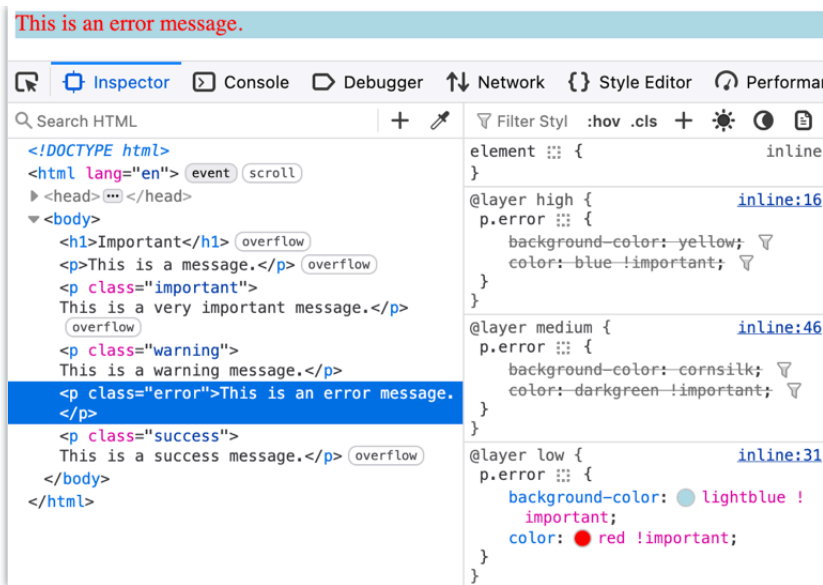 This is an error message.
Inspector Console Debugger Network {} Style Editor Performa
Search HTML +
Filter Styl :hov .cls +
<!DOCTYPE html>
<html lang="en"> event scroll
<head> ••• </head>
<body>
<h1>Important</h1> overflow
<p>This is a message.</p> overflow
<p class="important">
This is a very important message.</p>
overflow
<p class="warning">
This is a warning message.</p>
<p class="error">This is an error message.
</p>
<p class="success">
This is a success message.</p> overflow
</body>
</html>
element { inline
}
@layer high { inline:16
p.error {
background-color: yellow;
color: blue !important;
}
}
@layer medium { inline:46
p.error {
background-color: cornsilk;
color: darkgreen !important;
}
}
@layer low { inline:31
p.error {
background-color: lightblue !
important;
color: red !important;
}
}